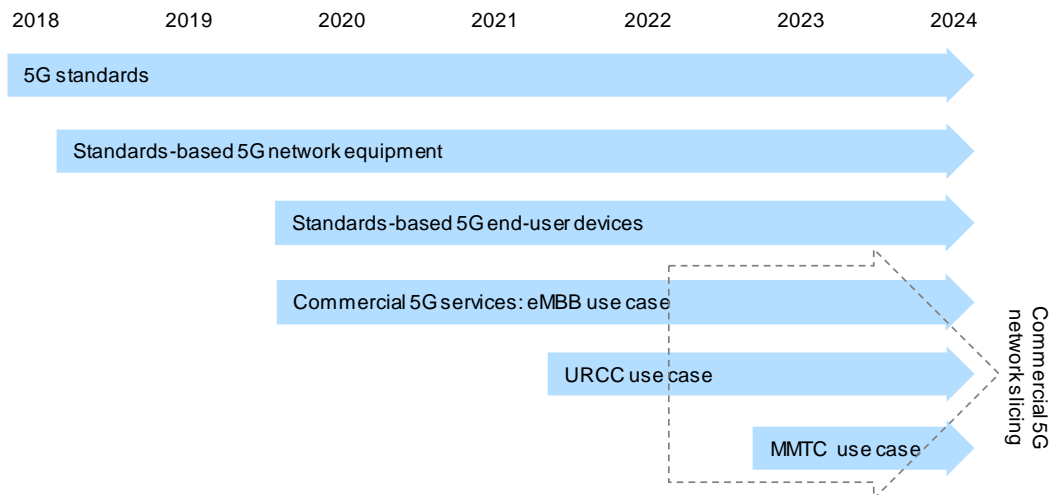 2018 2019 2020 2021 2022 2023 2024
5G standards
Standards-based 5G network equipment
Standards-based 5G end-user devices
Commercial 5G services: eMBB use case
URCC use case
MMTC use case
Commercial 5G
network slicing